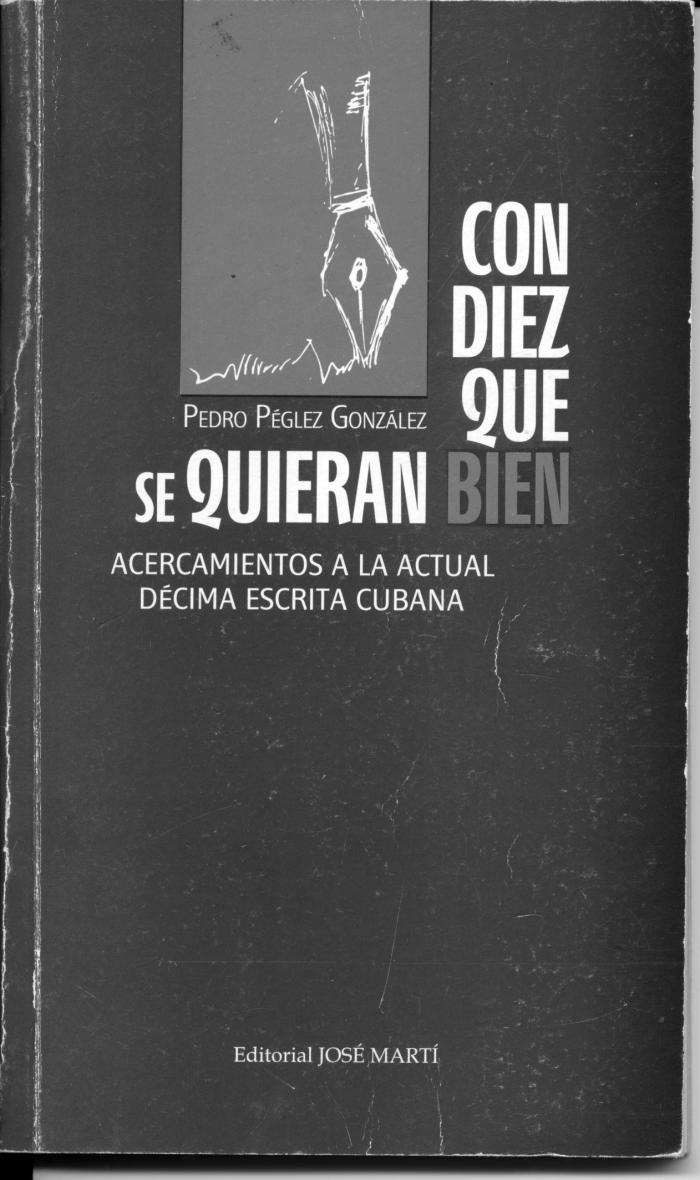 CON
DIEZ
QUE
PEDRO PÉGLEZ GONZÁLEZ
SE QUIERAN BIEN
ACERCAMIENTOS A LA ACTUAL
DÉCIMA ESCRITA CUBANA
Editorial JOSÉ MARTÍ